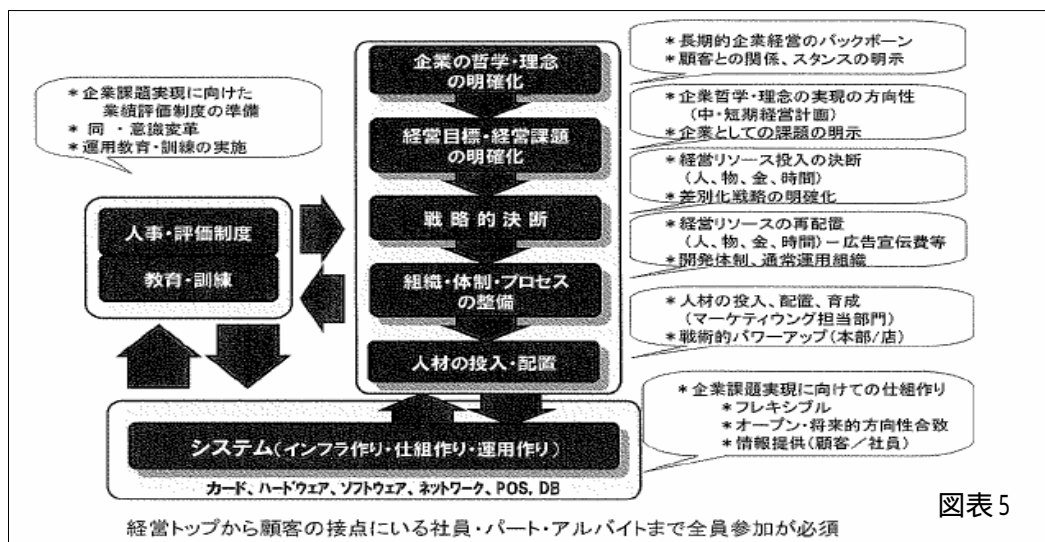 企業の哲学・理念
の明確化
経営目標・経営課題
の明確化
戦略的決断
組織・体制・プロセス
の整備
人材の投入・配置
*長期的企業経営のバックボーン
*顧客との関係、スタンスの明示
*企業哲学・理念の実現の方向性
(中・短期経営計画)
*企業としての課題の明示
*経営リソース投入の決断
(人、物、金、時間)
*差別化戦略の明確化
*経営リソースの再配置
(人、物、金、時間)ー広告宣伝費等
*開発体制、通常運用組織
*人材の投入、配置、育成
(マーケティウング担当部門)
*戦術的パワーアップ(本部/店)
*企業課題実現に向けた
業績評価制度の準備
*同・意識変革
*運用教育・訓練の実施
人事・評価制度
教育・訓練
*企業課題実現に向けての仕組作り
*フレキシブル
*オープン・将来的方向性合致
*情報提供(顧客/社員)
システム(インフラ作り・仕組作り・運用作り)
カード、ハードウェア、ソフトウェア、ネットワーク、POS, DB
図表5
経営トップから顧客の接点にいる社員・パート・アルバイトまで全員参加が必須